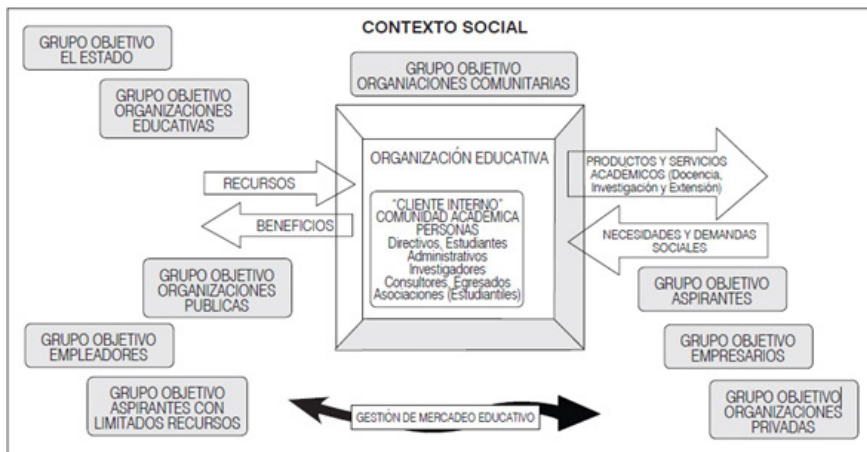 CONTEXTO SOCIAL
GRUPO OBJETIVO
EL ESTADO
GRUPO OBJETIVO
ORGANIZACIONES
EDUCATIVAS
GRUPO OBJETIVO
ORGANIACIONES COMUNITARIAS
ORGANIZACIÓN EDUCATIVA
"CLIENTE INTERNO"
COMUNIDAD ACADEMICA
PERSONAS
Directivos, Estudiantes
Administrativos
Investigadores
Consultores, Egresados
Asociaciones (Estudiantiles)
RECURSOS
BENEFICIOS
PRODUCTOS Y SERVICIOS
ACADEMICOS (Docencia,
Investigación y Extensión)
NECESIDADES Y DEMANDAS
SOCIALES
GRUPO OBJETIVO
ORGANIZACIONES
PUBLICAS
GRUPO OBJETIVO
EMPLEADORES
GRUPO OBJETIVO
ASPIRANTES CON
LIMITADOS RECURSOS
GRUPO OBJETIVO
ASPIRANTES
GRUPO OBJETIVO
EMPRESARIOS
GRUPO OBJETIVO
ORGANIZACIONES
PRIVADAS
GESTIÓN DE MERCADEO EDUCATIVO